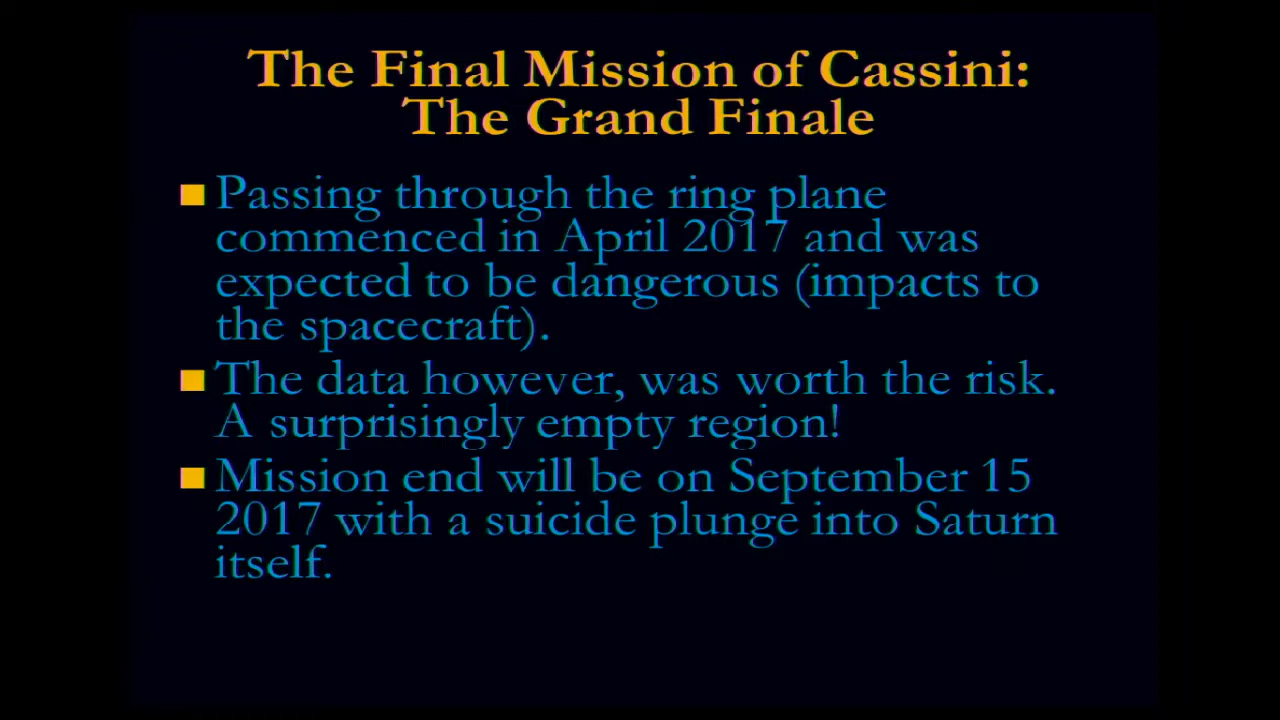 The Final Mission of Cassini:
The Grand Finale
Passing through the ring plane
commenced in April 2017 and was
expected to be dangerous (impacts to
the spacecraft).
The data however, was worth the risk.
A surprisingly empty region!
Mission end will be on September 15
2017 with a suicide plunge into Saturn
itself.